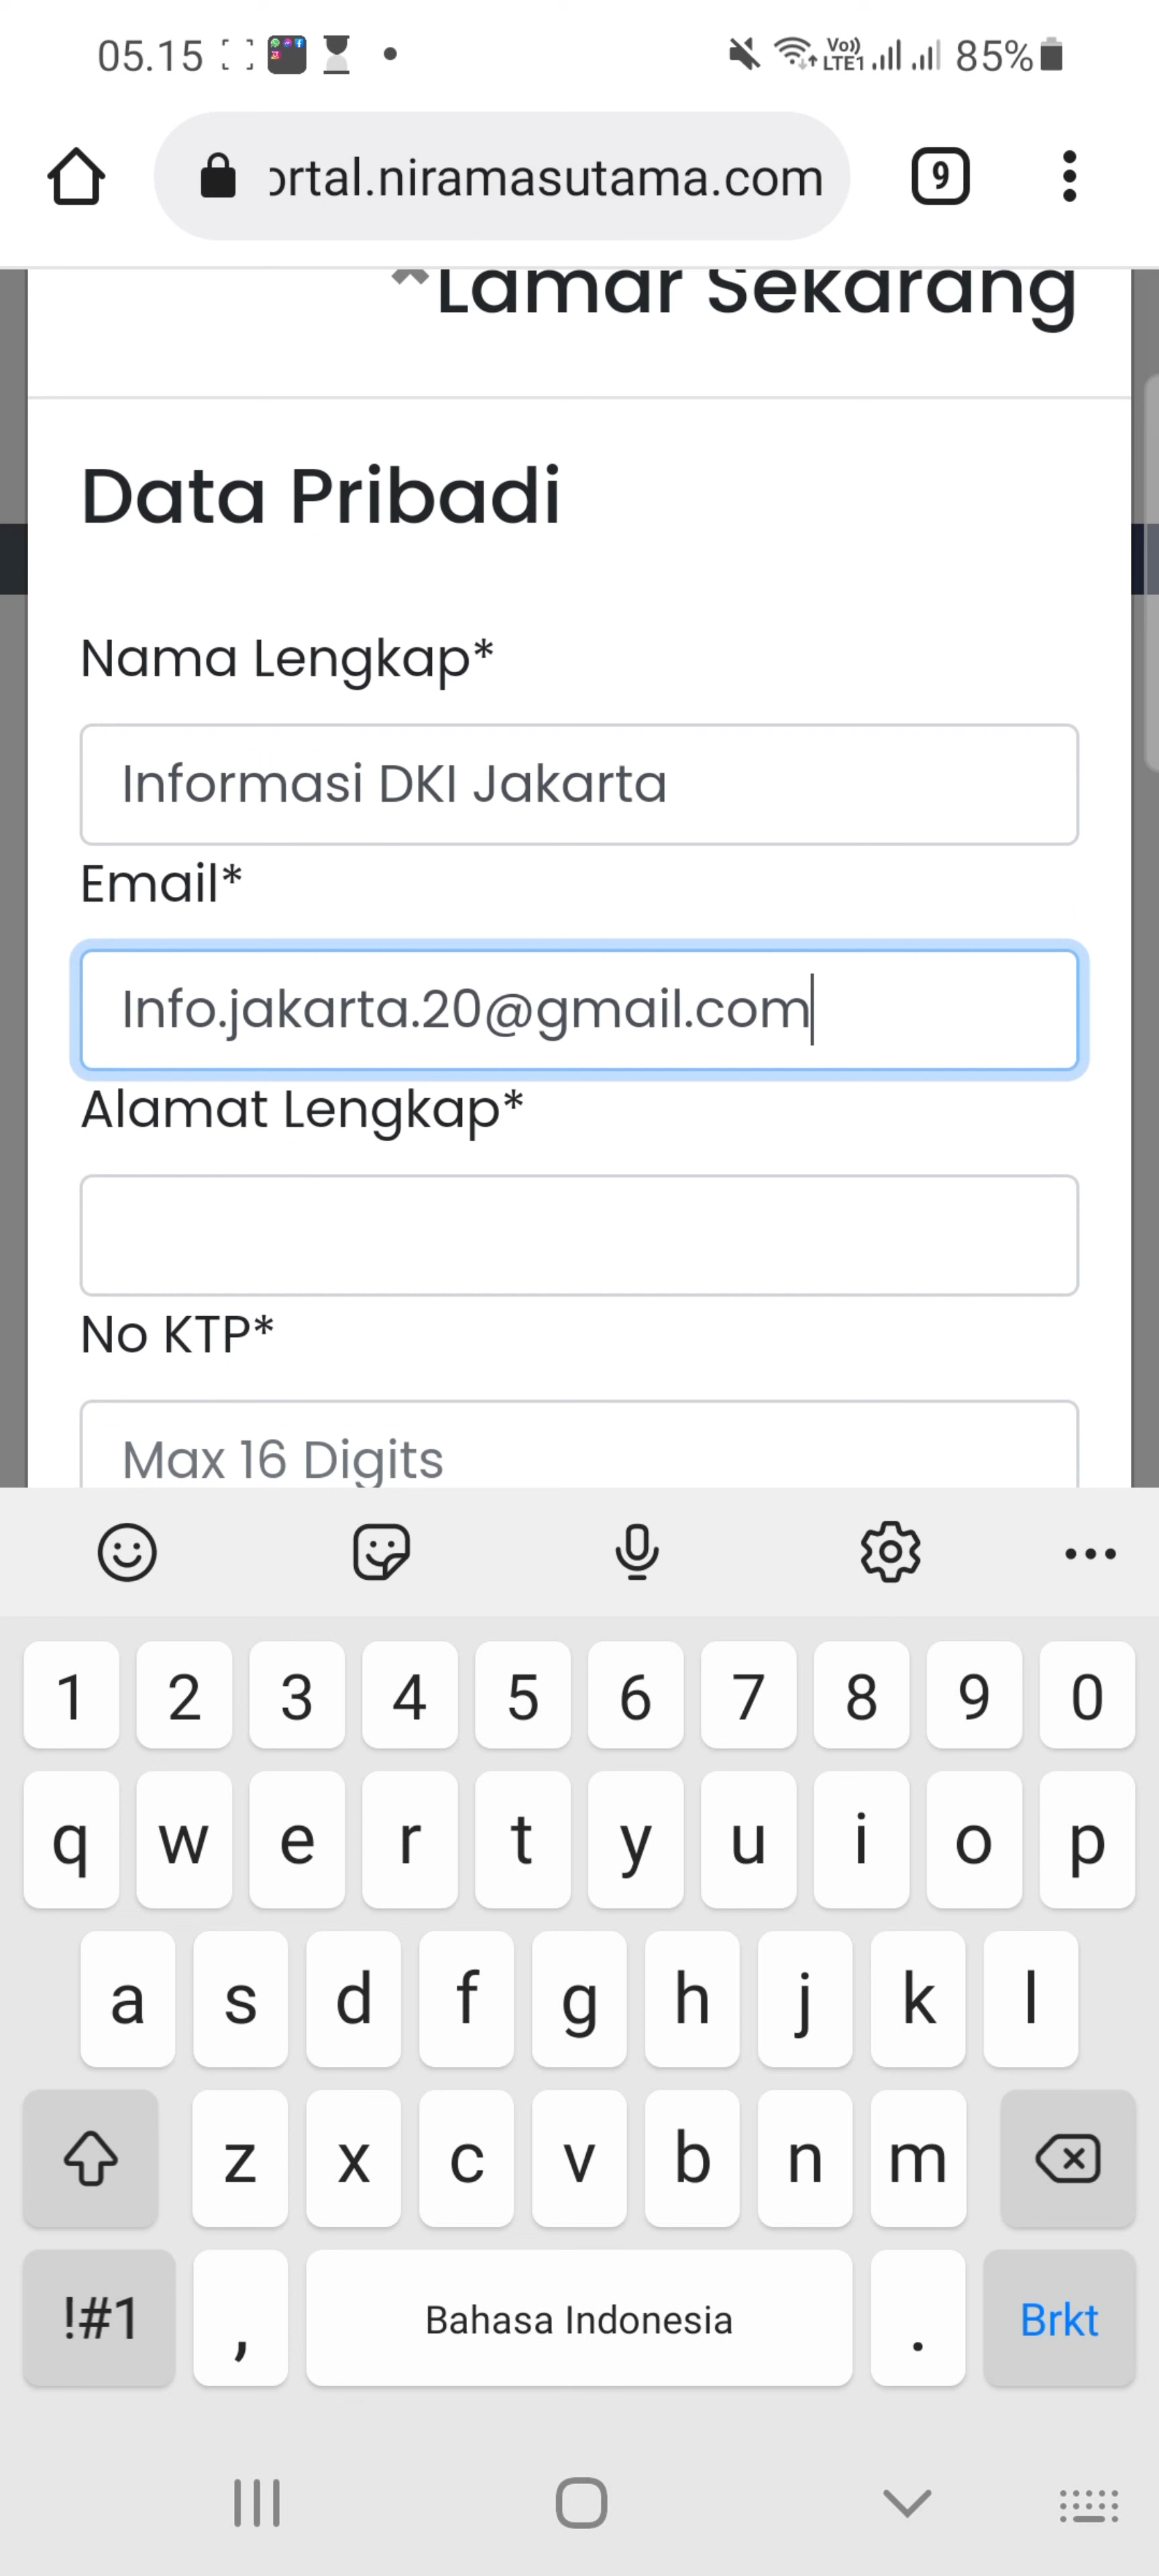 05.15
Vo)) LTE1 85%
ortal.niramasutama.com 9
*Lamar Sekarang
Data Pribadi
Nama Lengkap*
Informasi DKI Jakarta
Email*
Info.jakarta.20@gmail.com
Alamat Lengkap*
No KTP*
Max 16 Digits
1 2 3 4 5 6 7 8 9 0
q w e r t y u i o p
a s d f g h j k l
z x c v b n m
!#1 , Bahasa Indonesia . Brkt